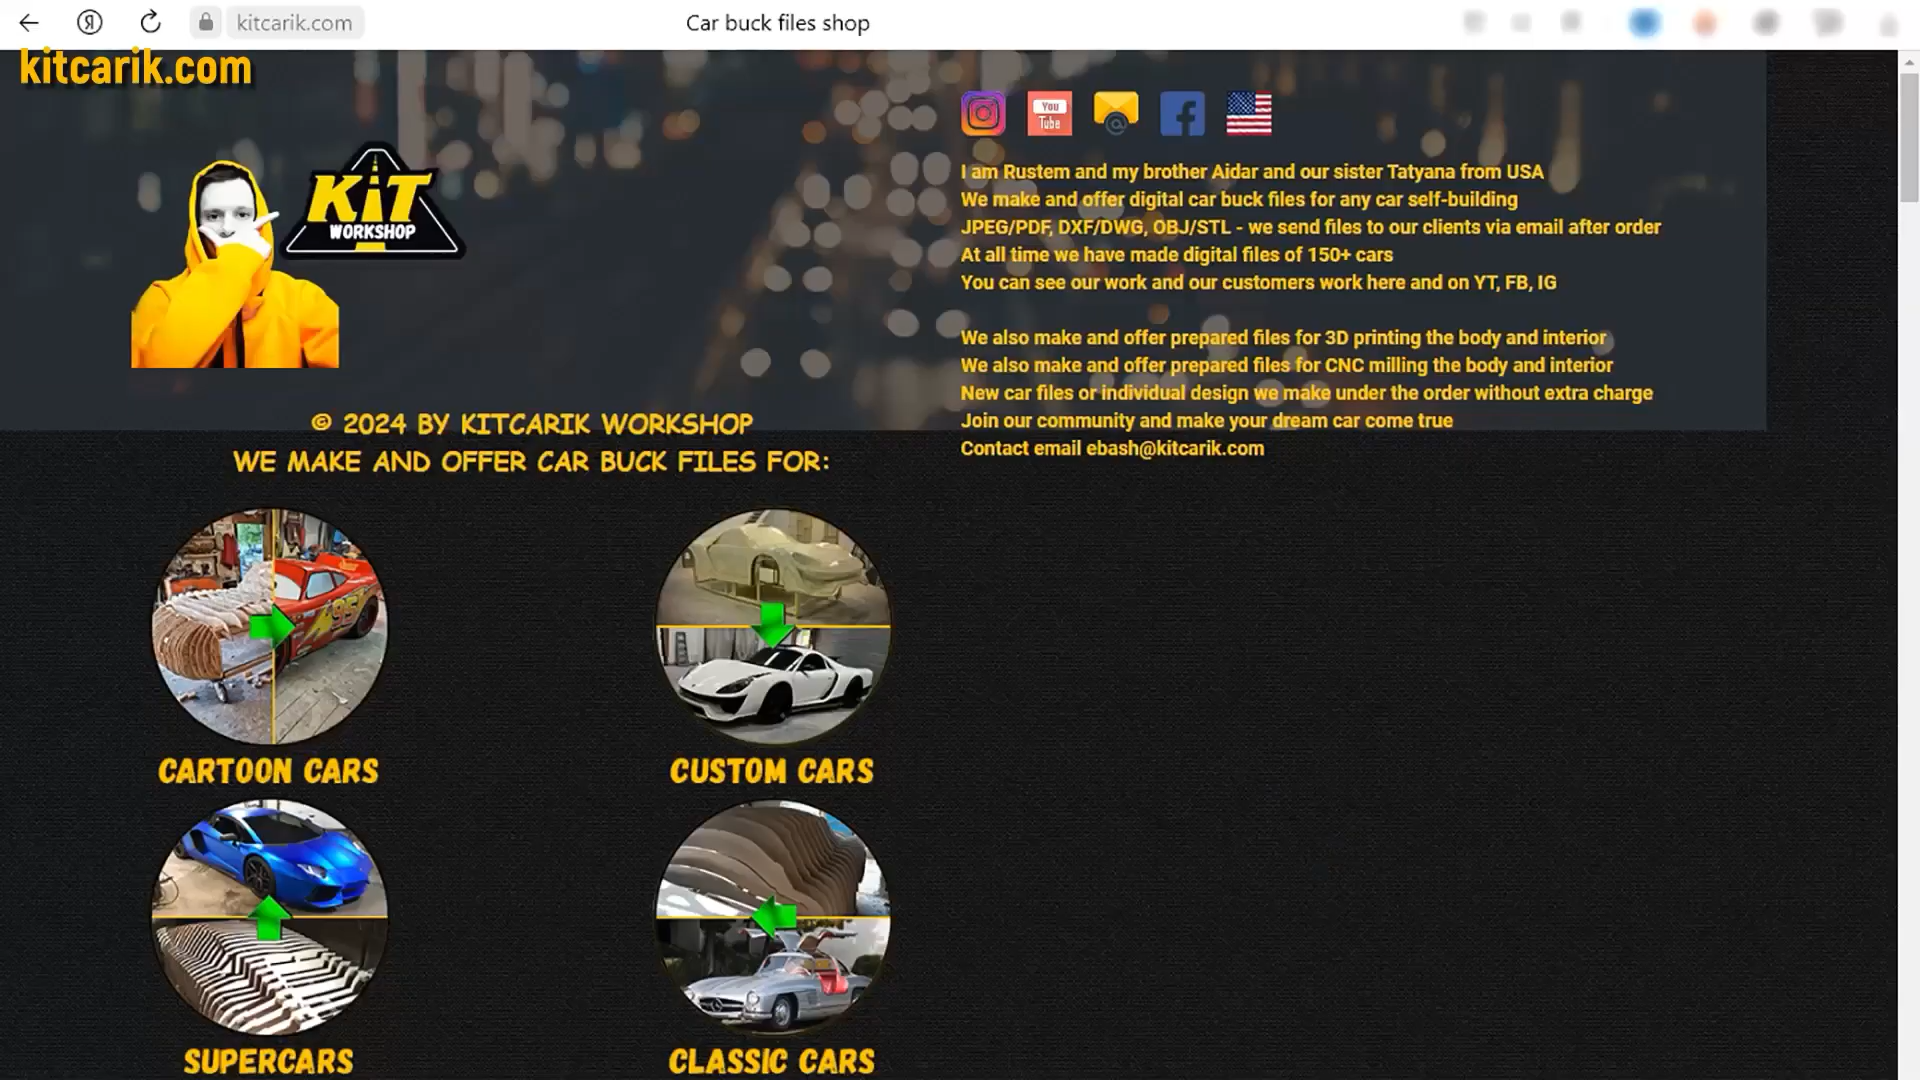 kitcarik.com
Car buck files shop
kitcarik.com
You
Tube
KiT
WORKSHOP
I am Rustem and my brother Aidar and our sister Tatyana from USA
We make and offer digital car buck files for any car self-building
JPEG/PDF, DXF/DWG, OBJ/STL - we send files to our clients via email after order
At all time we have made digital files of 150+ cars
You can see our work and our customers work here and on YT, FB, IG
We also make and offer prepared files for 3D printing the body and interior
We also make and offer prepared files for CNC milling the body and interior
New car files or individual design we make under the order without extra charge
Join our community and make your dream car come true
Contact email ebash@kitcarik.com
© 2024 BY KITCARIK WORKSHOP
WE MAKE AND OFFER CAR BUCK FILES FOR:
95
CARTOON CARS
CUSTOM CARS
SUPERCARS
CLASSIC CARS